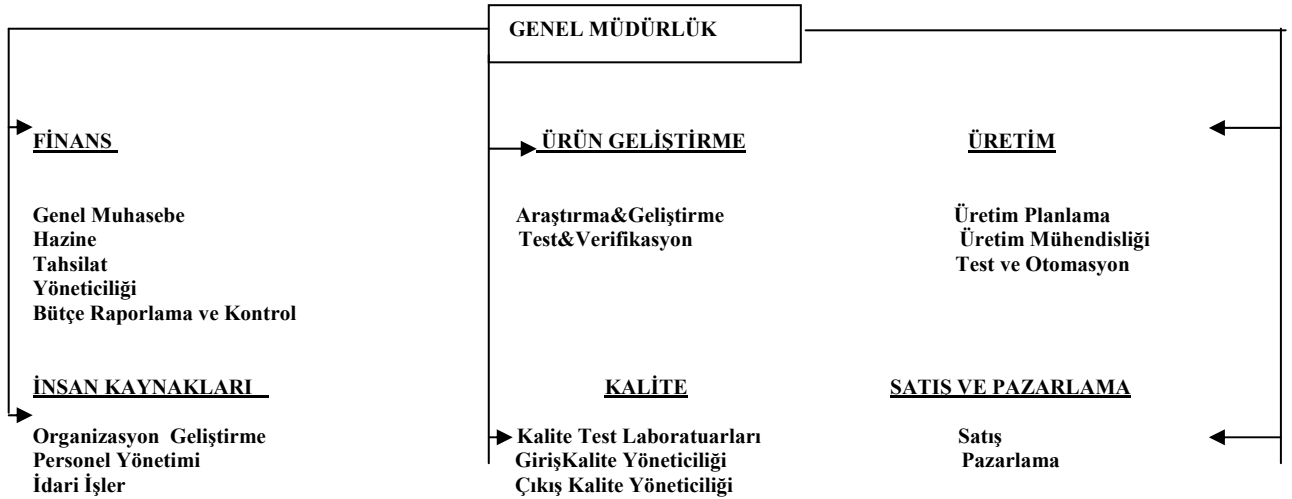 GENEL MÜDÜRLÜK
FİNANS
Genel Muhasebe
Hazine
Tahsilat
Yöneticiliği
Bütçe Raporlama ve Kontrol
ÜRÜN GELİŞTİRME
Araştırma&Geliştirme
Test&Verifikasyon
ÜRETİM
Üretim Planlama
Üretim Mühendisliği
Test ve Otomasyon
İNSAN KAYNAKLARI
Organizasyon Geliştirme
Personel Yönetimi
İdari İşler
KALİTE
Kalite Test Laboratuarları
GirişKalite Yöneticiliği
Çıkış Kalite Yöneticiliği
SATIŞ VE PAZARLAMA
Satış
Pazarlama